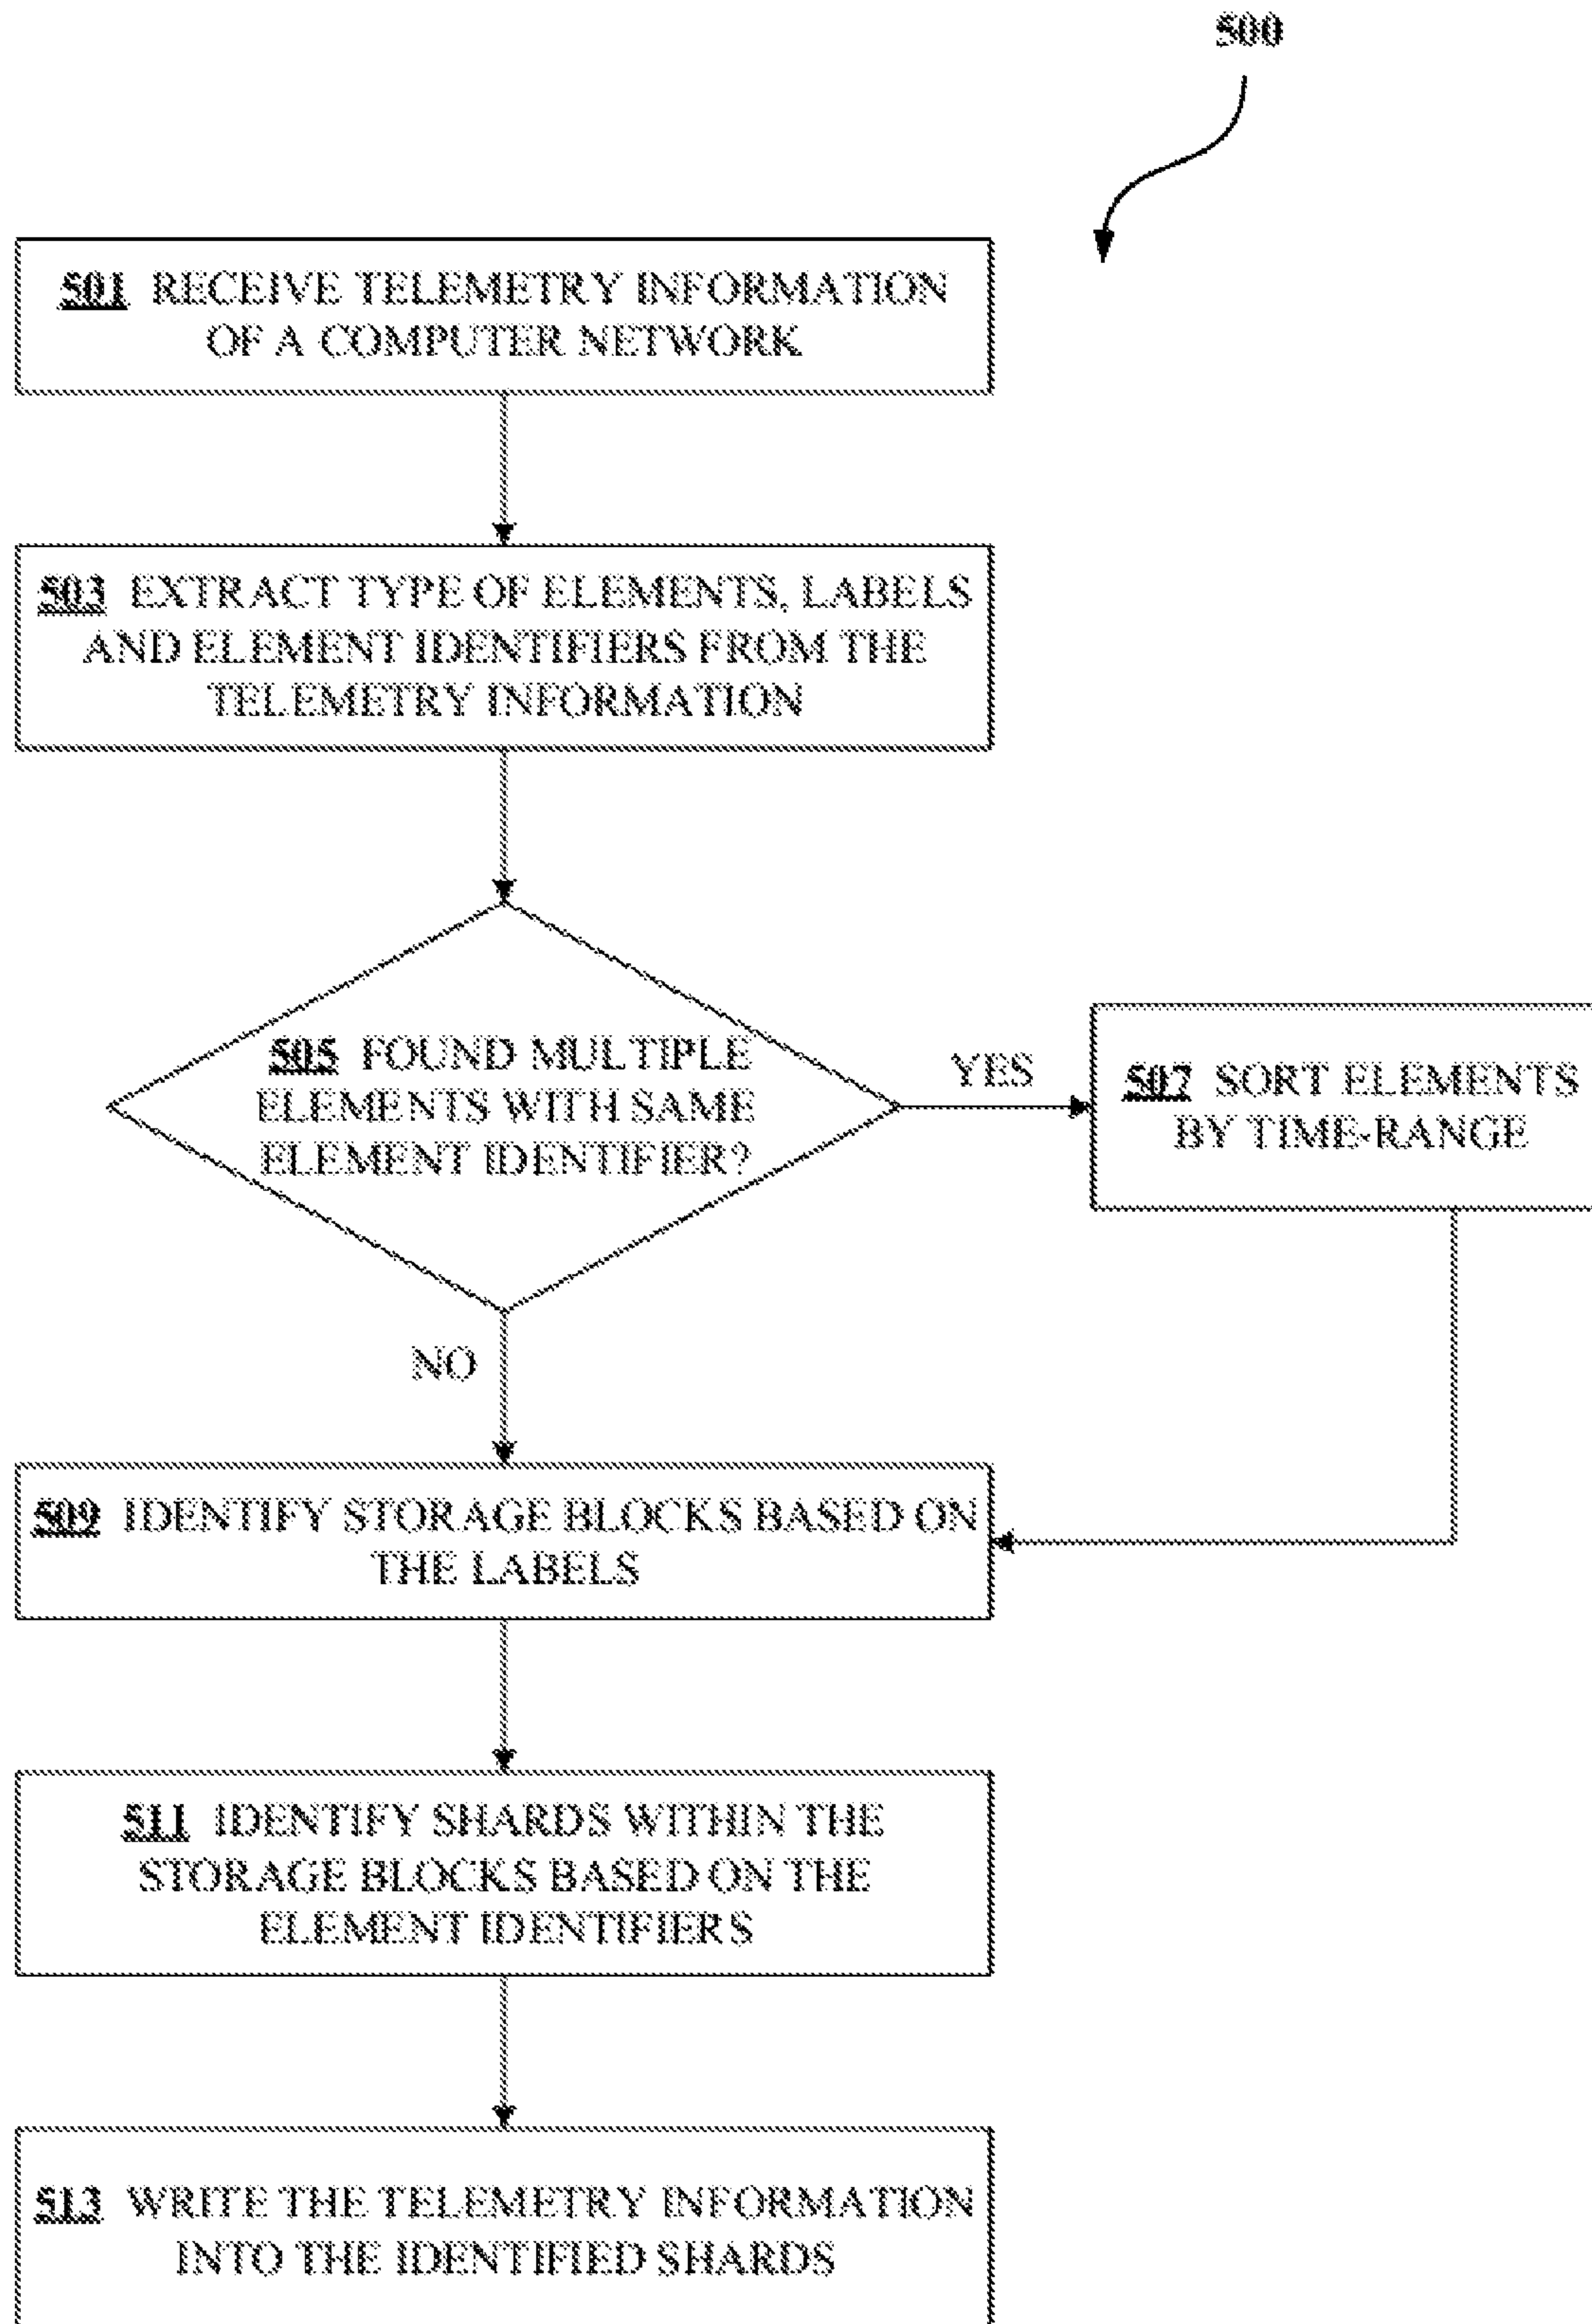 500
501 RECEIVE TELEMETRY INFORMATION
OF A COMPUTER NETWORK
503 EXTRACT TYPE OF ELEMENTS, LABELS
AND ELEMENT IDENTIFIERS FROM THE
TELEMETRY INFORMATION
505 FOUND MULTIPLE
ELEMENTS WITH SAME
ELEMENT IDENTIFIER?
YES
507 SORT ELEMENTS
BY TIME-RANGE
NO
509 IDENTIFY STORAGE BLOCKS BASED ON
THE LABELS
511 IDENTIFY SHARDS WITHIN THE
STORAGE BLOCKS BASED ON THE
ELEMENT IDENTIFIERS
513 WRITE THE TELEMETRY INFORMATION
INTO THE IDENTIFIED SHARDS